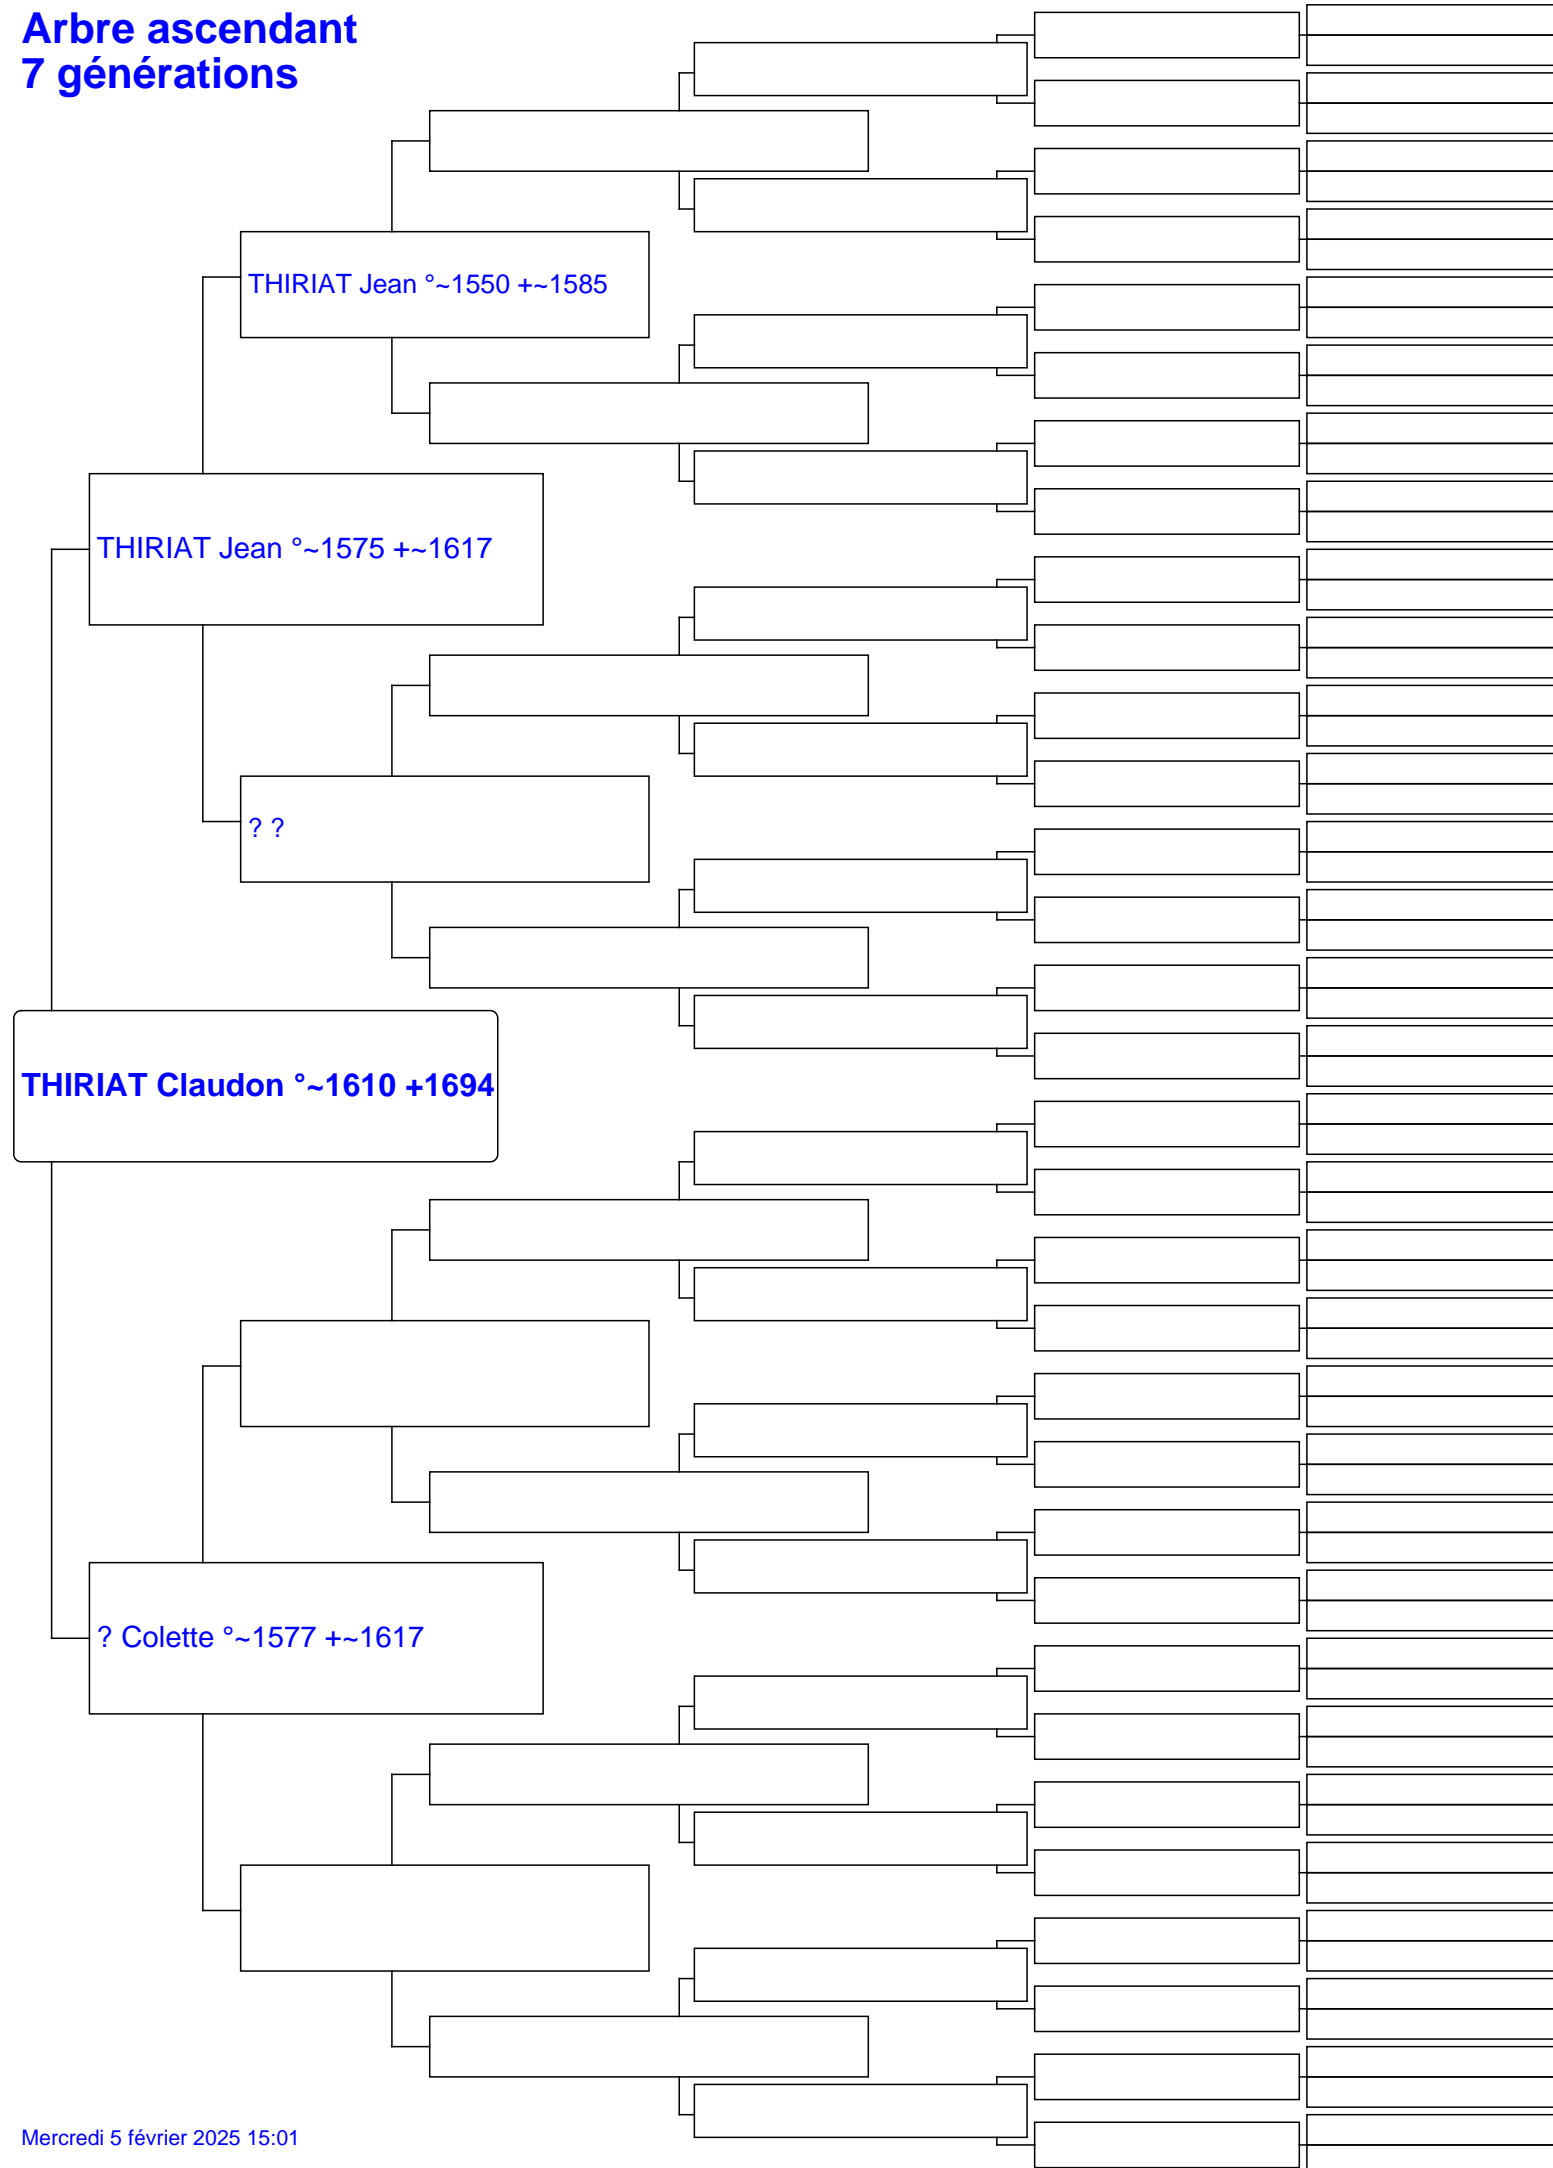 Arbre ascendant
7 générations
THIRIAT Jean °~1550 +~1585
THIRIAT Jean °~1575 +~1617
? ?
THIRIAT Claudon °~1610 +1694
? Colette °~1577 +~1617
Mercredi 5 février 2025 15:01